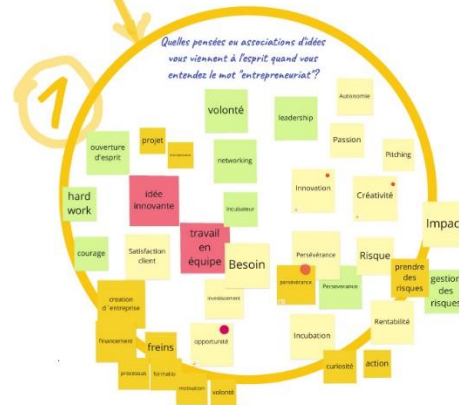 1
Quelles pensées ou associations d'idées
vous viennent à l'esprit quand vous
entendez le mot "entrepreneuriat"?
Autonomie
volonté
leadership
projet
ouverture
d'esprit
Passion
Pitching
networking
Innovation
Créativité
hard
work
idée
innovante
Incubateur
travail
en
équipe
Impac
courage
Satisfaction
client
Besoin
Persévérance
Risque
prendre
des
risques
gestion
des
risques
persévérance
Perseverance
investissement
creation
d 'entreprise
Rentabilité
financement
freins
opportunité
Incubation
processus
formatio
motivation
volonté
curiosité
action